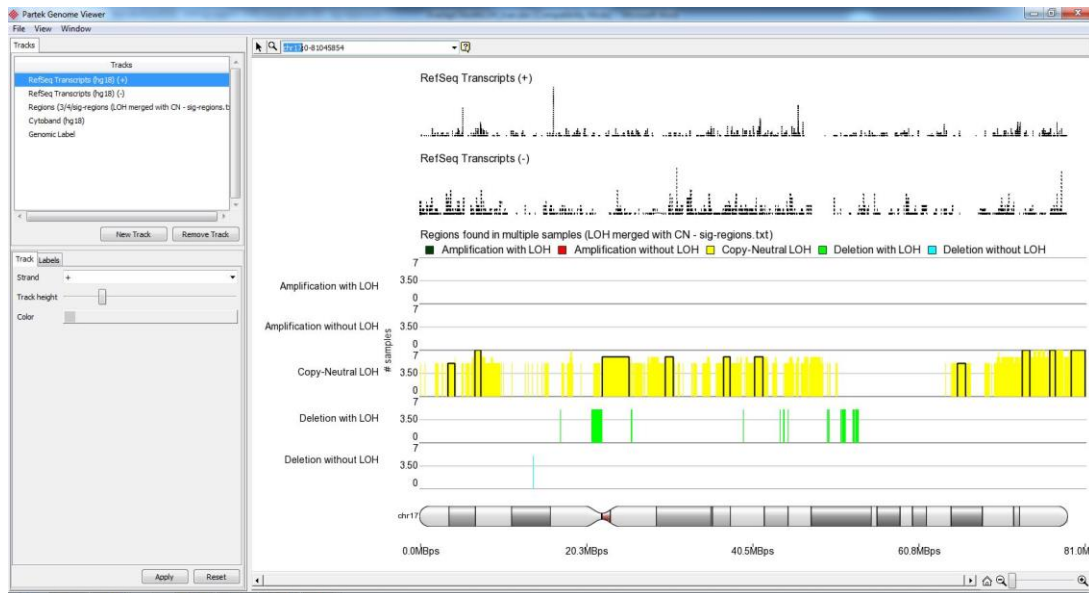 Partek Genome Viewer
File View Window
Tracks
chr17:0-81045854
Tracks
RefSeq Transcripts (hg18) (+)
RefSeq Transcripts (hg18) (-)
Regions (3/4/sig-regions (LOH merged with CN - sig-regions.t
Cytoband (hg18)
Genomic Label
New Track Remove Track
Track Labels
Strand +
Track height
Color
Apply Reset
RefSeq Transcripts (+)
RefSeq Transcripts (-)
Regions found in multiple samples (LOH merged with CN - sig-regions.txt)
Amplification with LOH Amplification without LOH Copy-Neutral LOH Deletion with LOH Deletion without LOH
7
Amplification with LOH 3.50
0
7
Amplification without LOH 3.50
0
# samples
7
Copy-Neutral LOH 3.50
0
7
Deletion with LOH 3.50
0
7
Deletion without LOH 3.50
0
chr17
0.0MBps 20.3MBps 40.5MBps 60.8MBps 81.0M